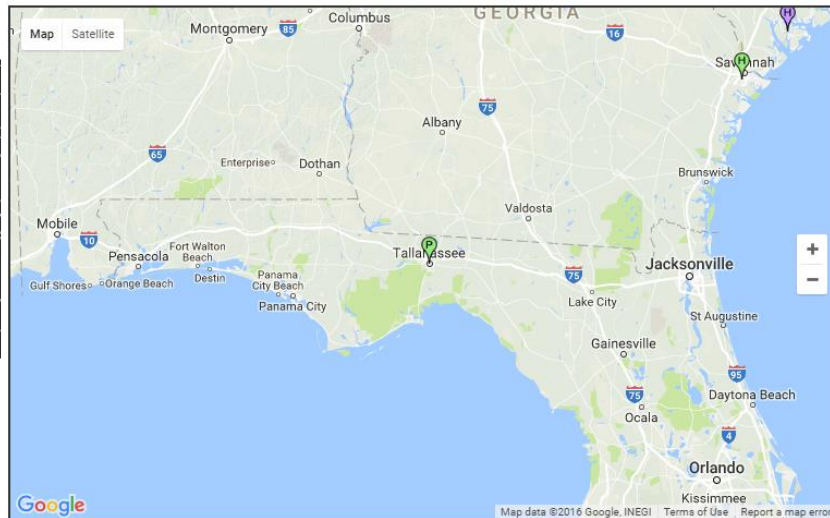 GEORGIA
H
Columbus
Montgomery
85
16
Map Satellite
H
Savannah
75
Albany
65
Enterprise
Dothan
Brunswick
Valdosta
Mobile
10
P
Tallahassee
Pensacola
Fort Walton
Beach
Jacksonville
75
Gulf Shores
Orange Beach
Destin
Panama
City Beach
Lake City
Panama City
St Augustine
Gainesville
95
75
Daytona Beach
Ocala
4
Orlando
Kissimmee
+
−
Google
Map data ©2016 Google, INEGI Terms of Use Report a map error